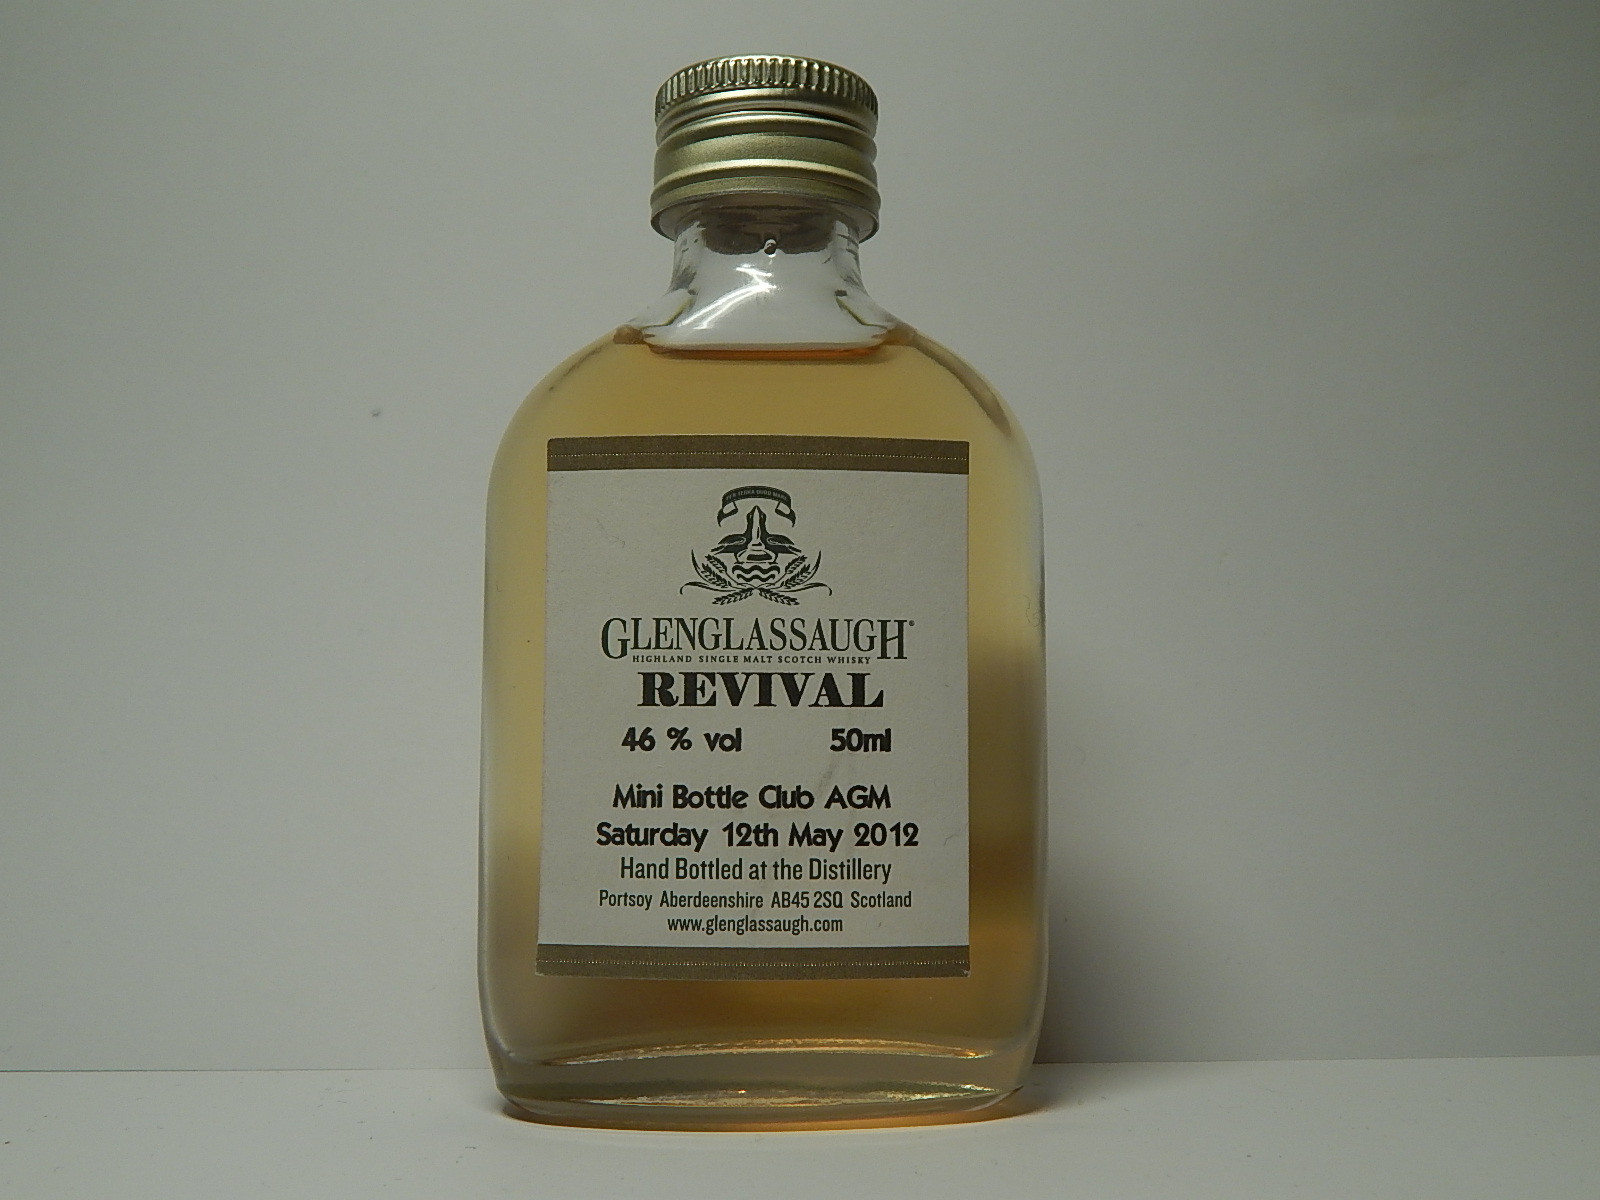 GLENGLASSAUGH®
HIGHLAND SINGLE MALT SCOTCH WHISKY
REVIVAL
46 % vol 50ml
Mini Bottle Club AGM
Saturday 12th May 2012
Hand Bottled at the Distillery
Portsoy Aberdeenshire AB45 2SQ Scotland
www.glenglassaugh.com